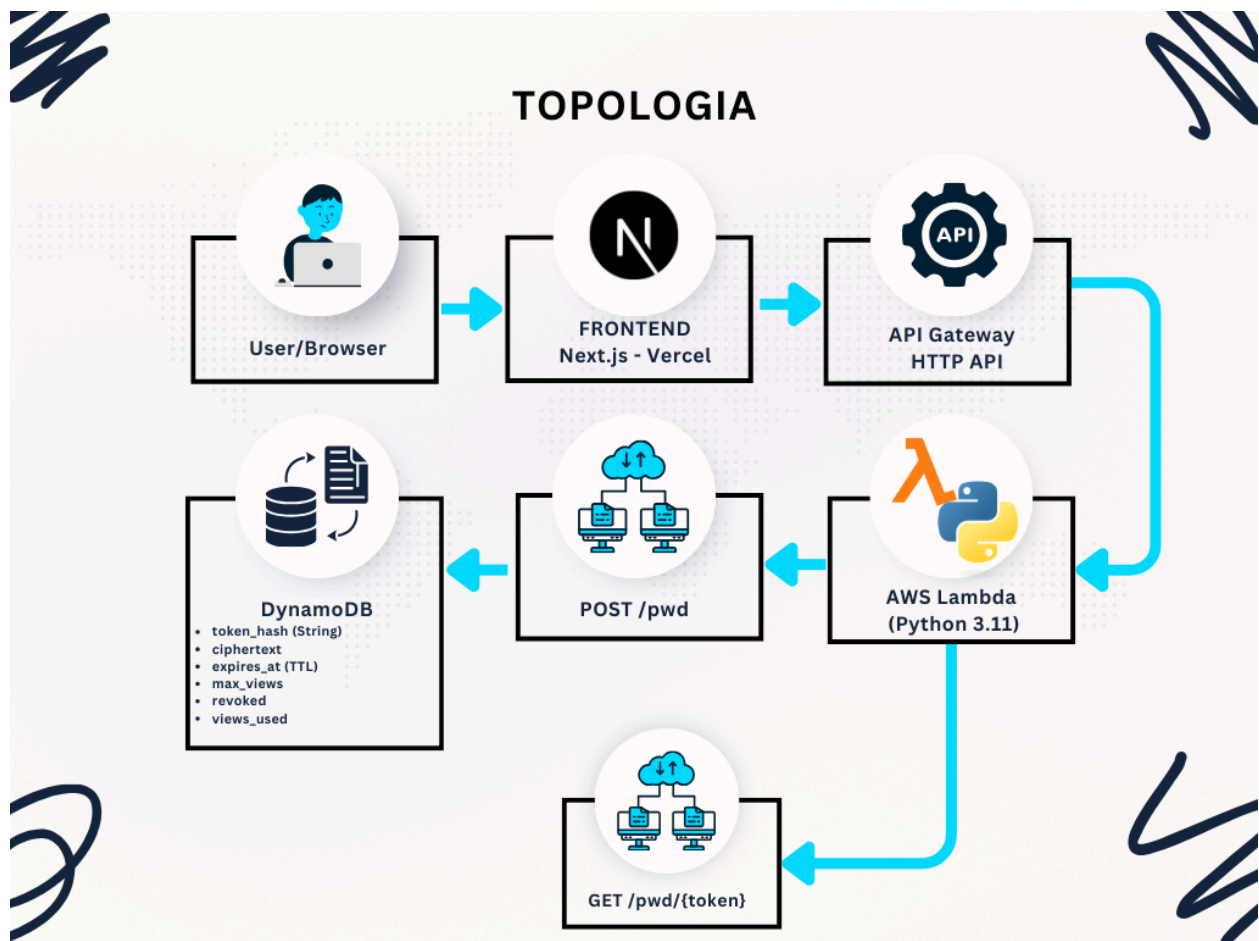 TOPOLOGIA
User/Browser
FRONTEND
Next.js - Vercel
API
API Gateway
HTTP API
DynamoDB
• token_hash (String)
• ciphertext
• expires_at (TTL)
• max_views
• revoked
• views_used
POST /pwd
AWS Lambda
(Python 3.11)
GET /pwd/{token}